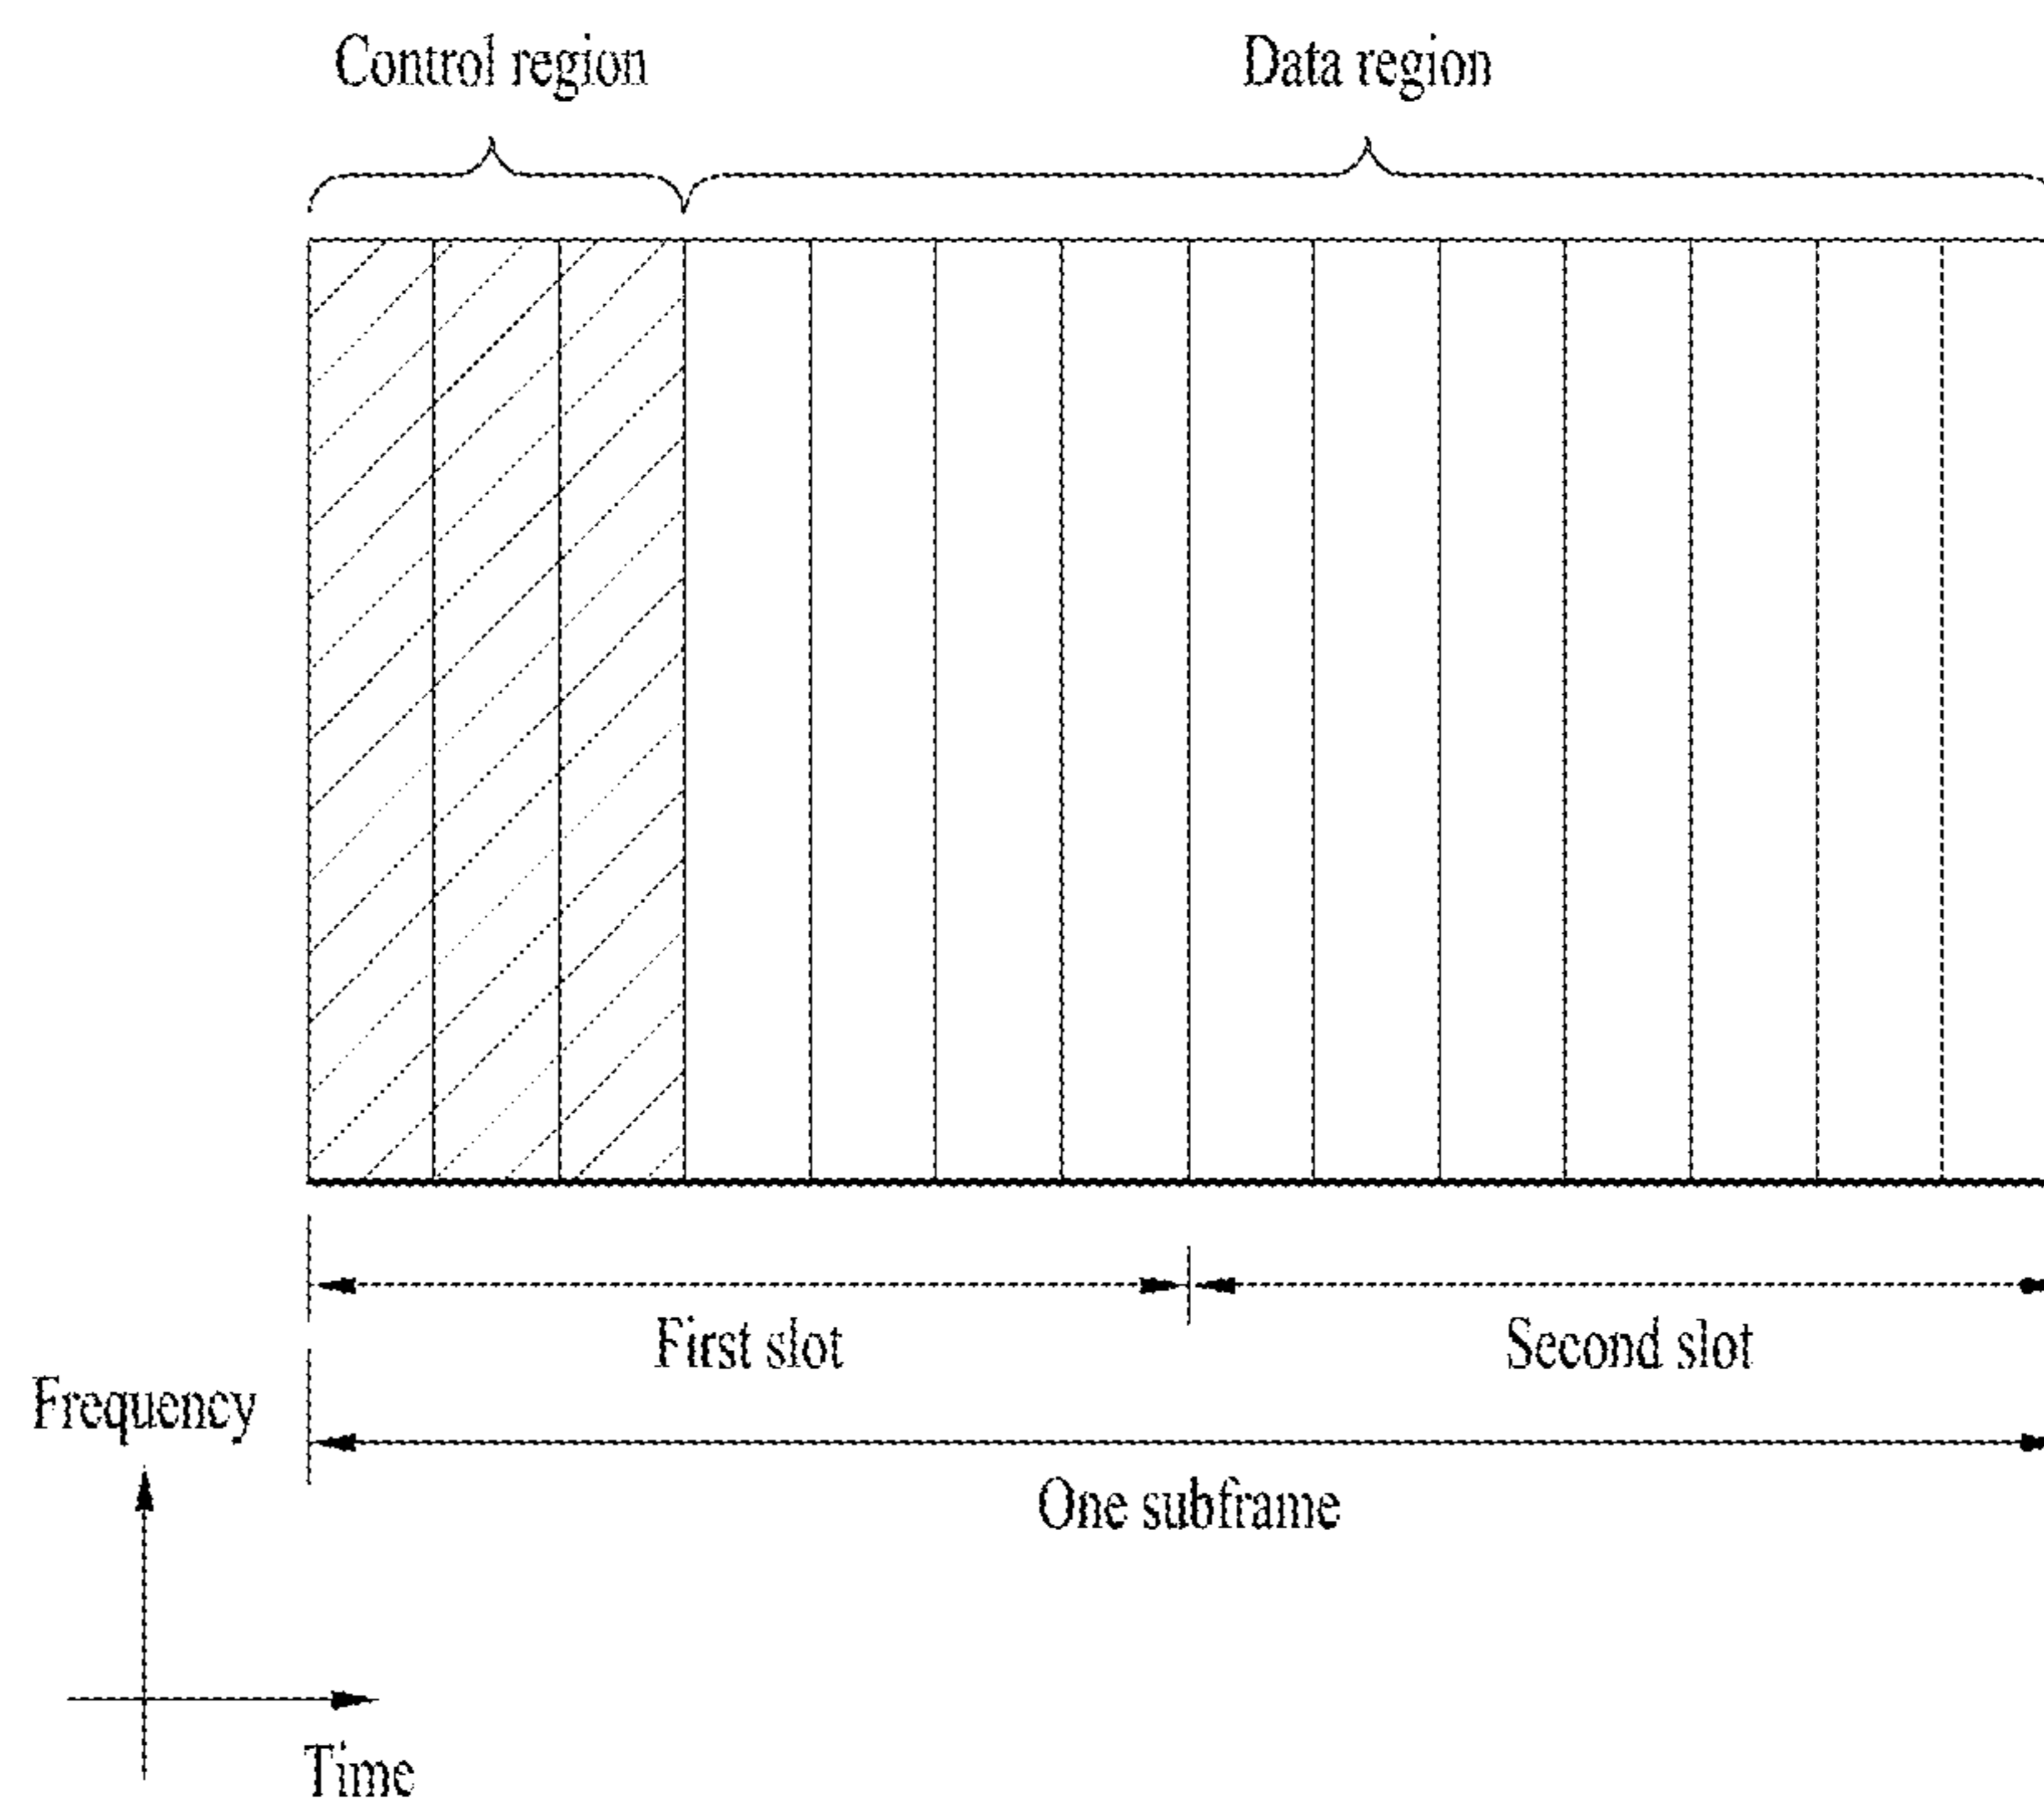 Control region
Data region
First slot
Second slot
Frequency
One subframe
Time